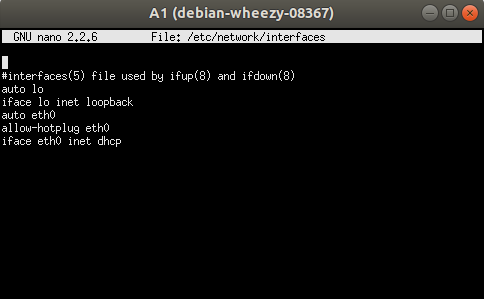 A1 (debian-wheezy-08367)
GNU nano 2.2.6 File: /etc/network/interfaces
#interfaces(5) file used by ifup(8) and ifdown(8)
auto lo
iface lo inet loopback
auto eth0
allow-hotplug eth0
iface eth0 inet dhcp